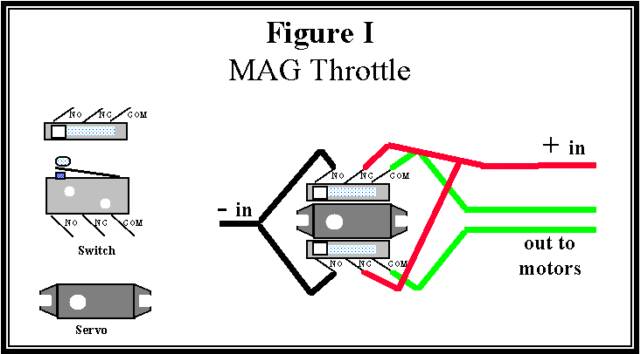 Figure I
MAG Throttle
NO NC COM
NO NC COM
Switch
Servo
- in
NO NC COM
NO NC COM
+ in
out to
motors